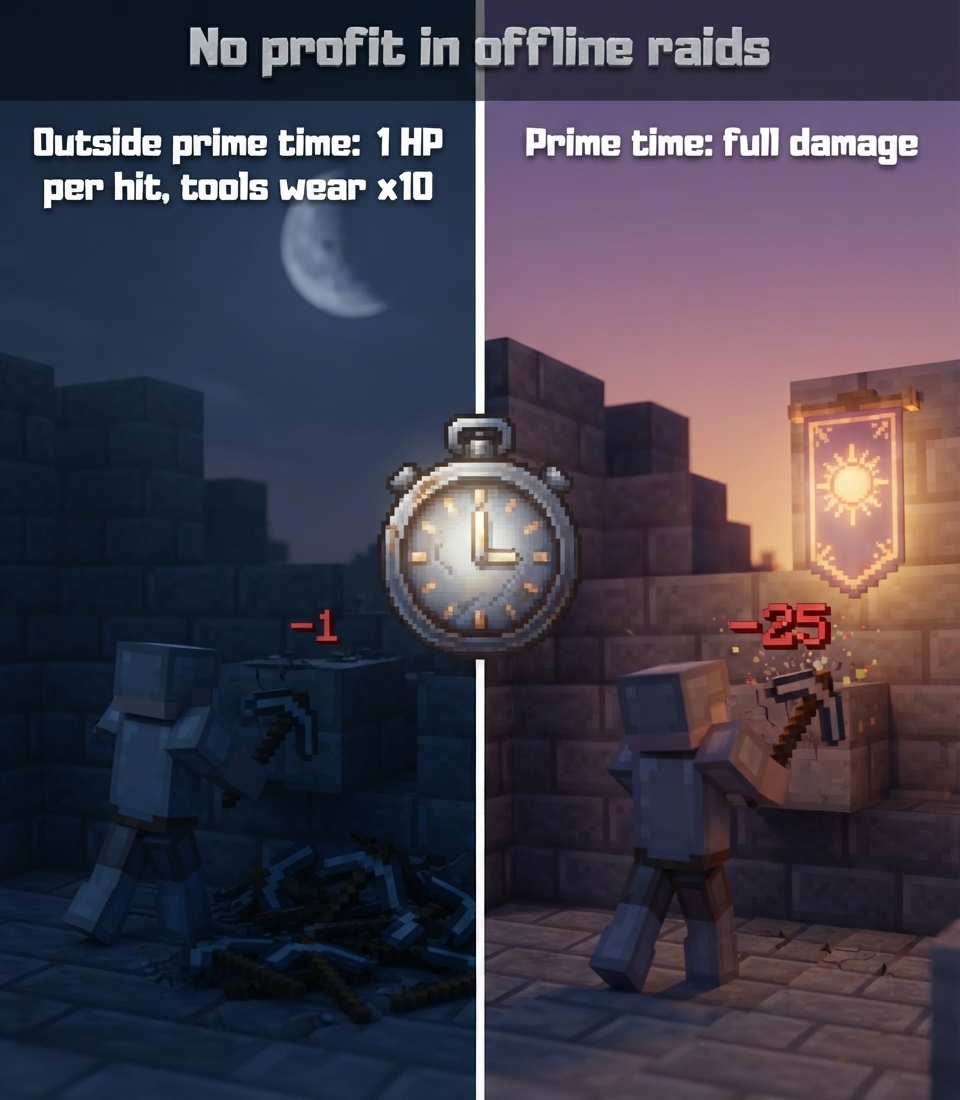 No profit in offline raids
Outside prime time: 1 HP
per hit, tools wear x10
Prime time: full damage
-1
-25